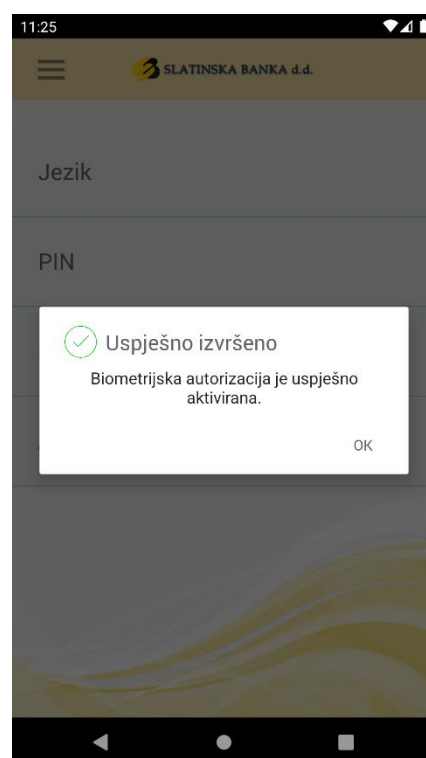 11:25
SLATINSKA BANKA d.d.
Jezik
PIN
Uspješno izvršeno
Biometrijska autorizacija je uspješno
aktivirana.
OK